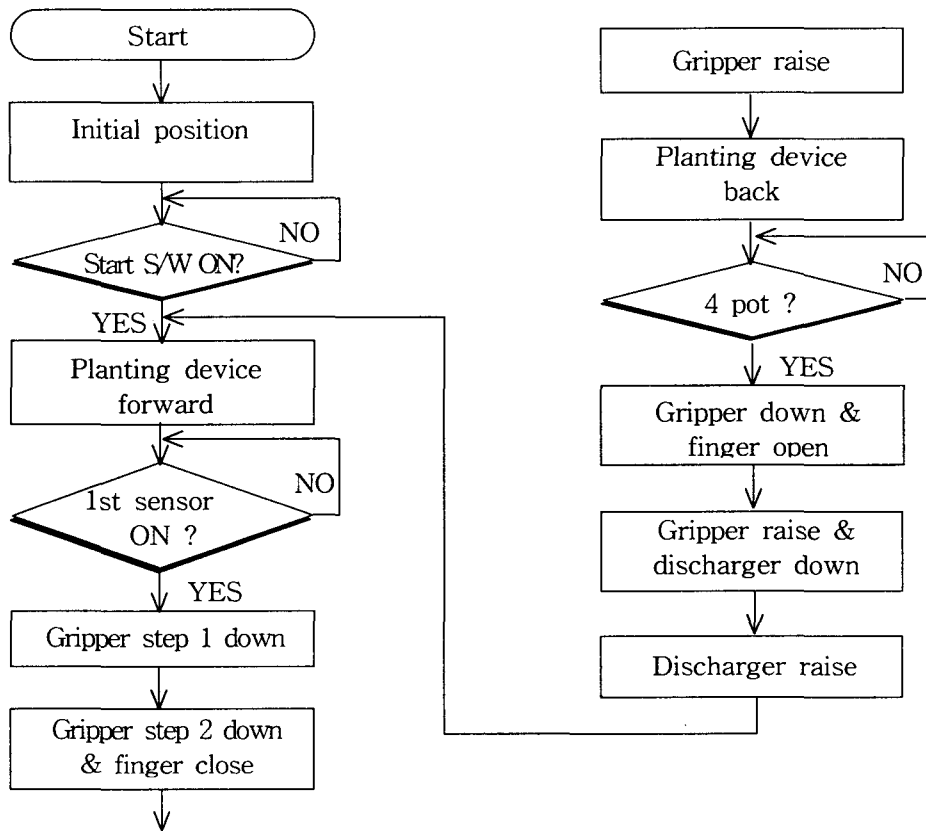 Start
Initial position
NO
Start S/W ON?
YES
Planting device
forward
NO
1st sensor
ON ?
YES
Gripper step 1 down
Gripper step 2 down
& finger close
Gripper raise
Planting device
back
NO
4 pot ?
YES
Gripper down &
finger open
Gripper raise &
discharger down
Discharger raise